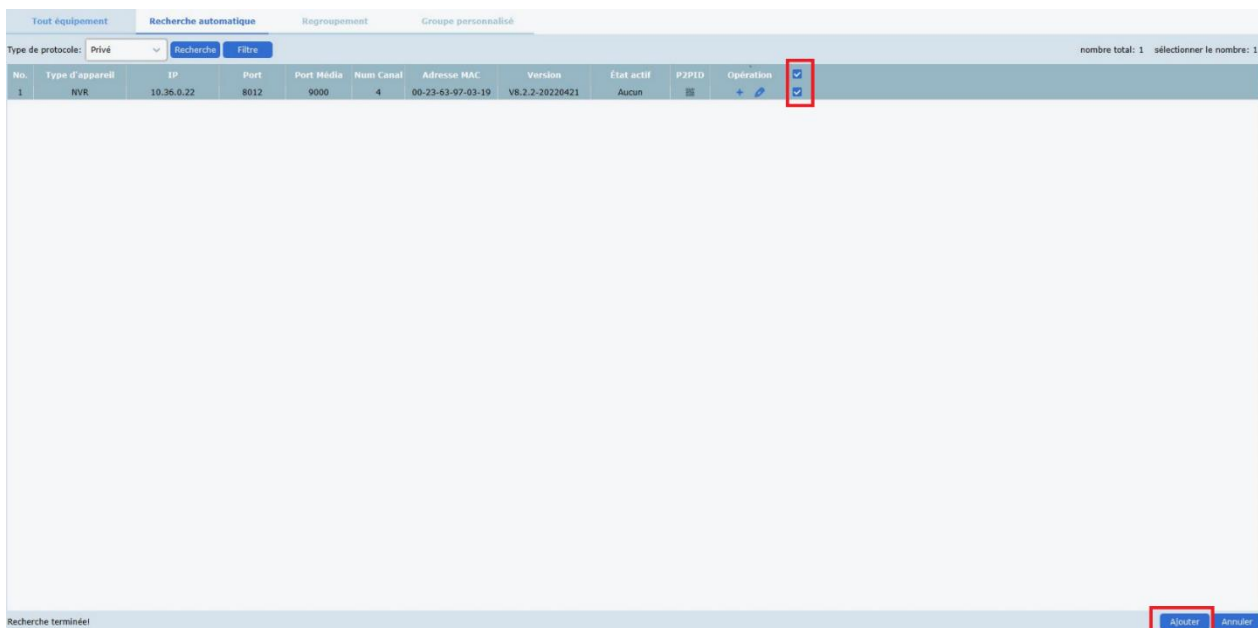 Tout équipement Recherche automatique Regroupement Groupe personnalisé
Type de protocole: Privé Recherche Filtre nombre total: 1 sélectionner le nombre: 1
No. Type d'appareil IP Port Port Média Num Canal Adresse MAC Version État actif P2PID Opération
1 NVR 10.36.0.22 8012 9000 4 00-23-63-97-03-19 V8.2.2-20220421 Aucun
Recherche terminée! Ajouter Annuler